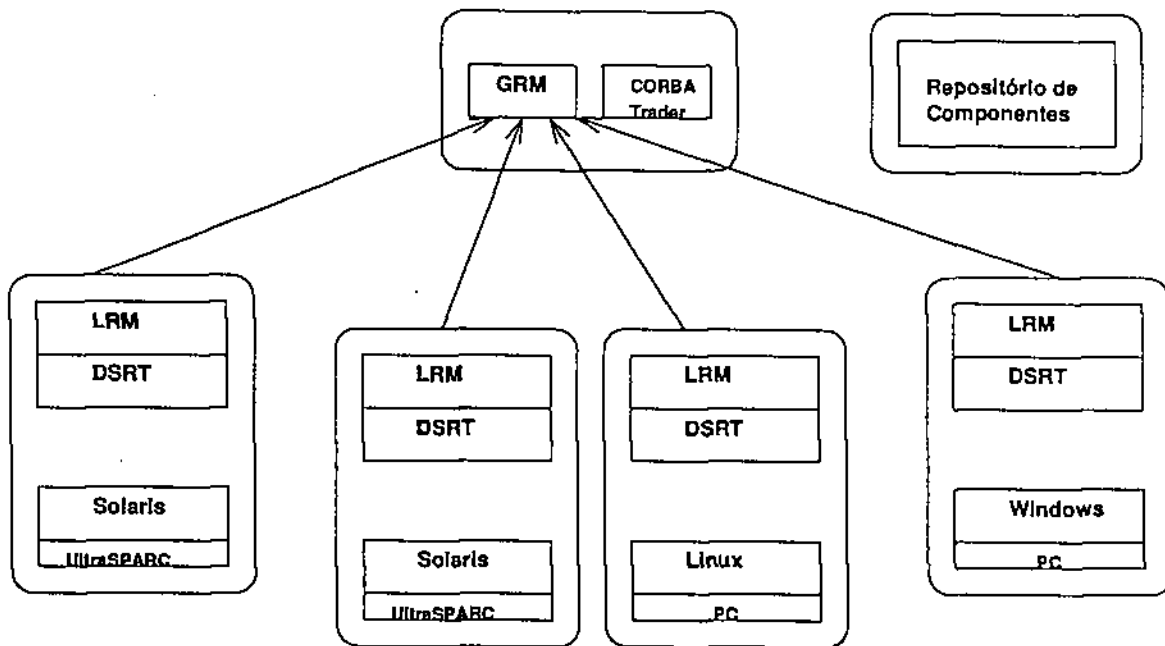 GRM
CORBA
Trader
Repositório de
Componentes
LRM
DSRT
Solaris
UltraSPARC
LRM
DSRT
Solaris
UltraSPARC
LRM
DSRT
Linux
PC
LRM
DSRT
Windows
PC